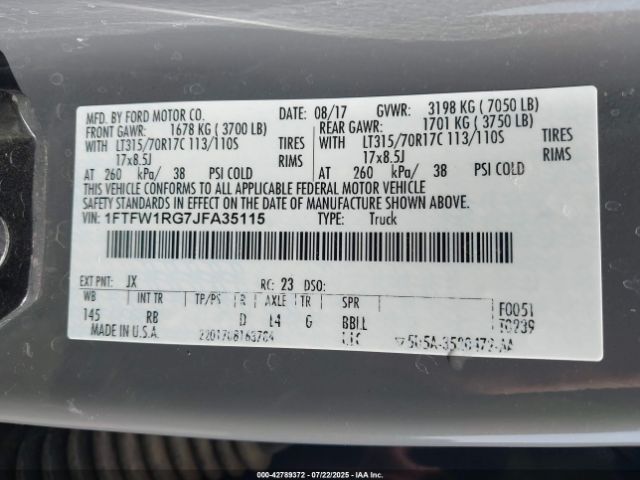 MFD. BY FORD MOTOR CO. DATE: 08/17 GVWR: 3198 KG ( 7050 LB)
FRONT GAWR: 1678 KG (3700 LB) REAR GAWR: 1701 KG ( 3750 LB)
WITH LT315/70R17C 113/110S TIRES WITH LT315/70R17C 113/110S TIRES
17x8.5J RIMS 17x8.5J RIMS
AT 260 kPa/ 38 PSI COLD AT 260 kPa/ 38 PSI COLD
THIS VEHICLE CONFORMS TO ALL APPLICABLE FEDERAL MOTOR VEHICLE
SAFETY STANDARDS IN EFFECT ON THE DATE OF MANUFACTURE SHOWN ABOVE.
VIN: 1FTFW1RG7JFA35115 TYPE: Truck
EXT PNT: JX RC: 23 DSO:
WB INT TR TP/PS R AXLE TR SPR F0051
145 RB D L4 G BBLL T0239
MADE IN U.S.A.
000-42789372 07/22/2025 IAA Inc.